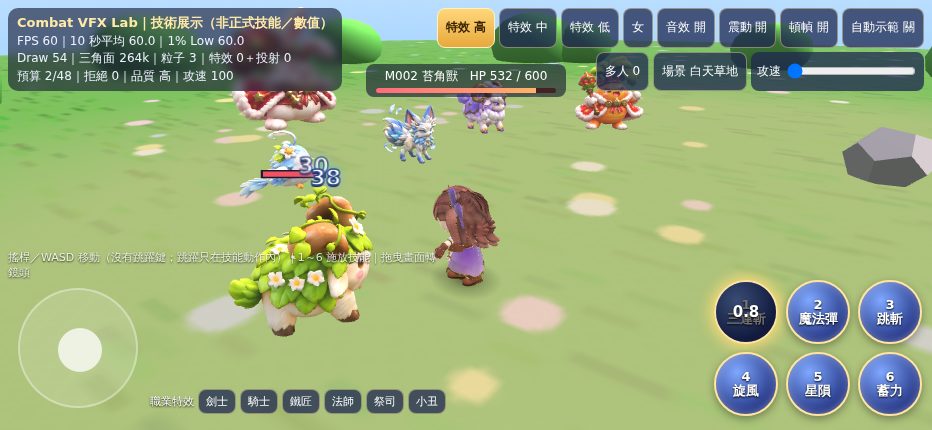 Combat VFX Lab｜技術展示（非正式技能／數值）
FPS 60｜10 秒平均 60.0｜1% Low 60.0
Draw 54｜三角面 264k｜粒子 3｜特效 0＋投射 0
預算 2/48｜拒絕 0｜品質 高｜攻速 100
特效 高
特效 中
特效 低
女
音效 開
震動 開
頓幀 開
自動示範 關
M002 苔角獸 HP 532 / 600
多人 0
場景 白天草地
攻速
30
38
搖桿／WASD 移動（沒有跳躍鍵；跳躍只在技能動作內）｜1～6 施放技能｜拖曳畫面轉
鏡頭
1
三連斬
0.8
2
魔法彈
3
跳斬
4
旋風
5
星隕
6
蓄力
職業特效
劍士
騎士
鐵匠
法師
祭司
小丑